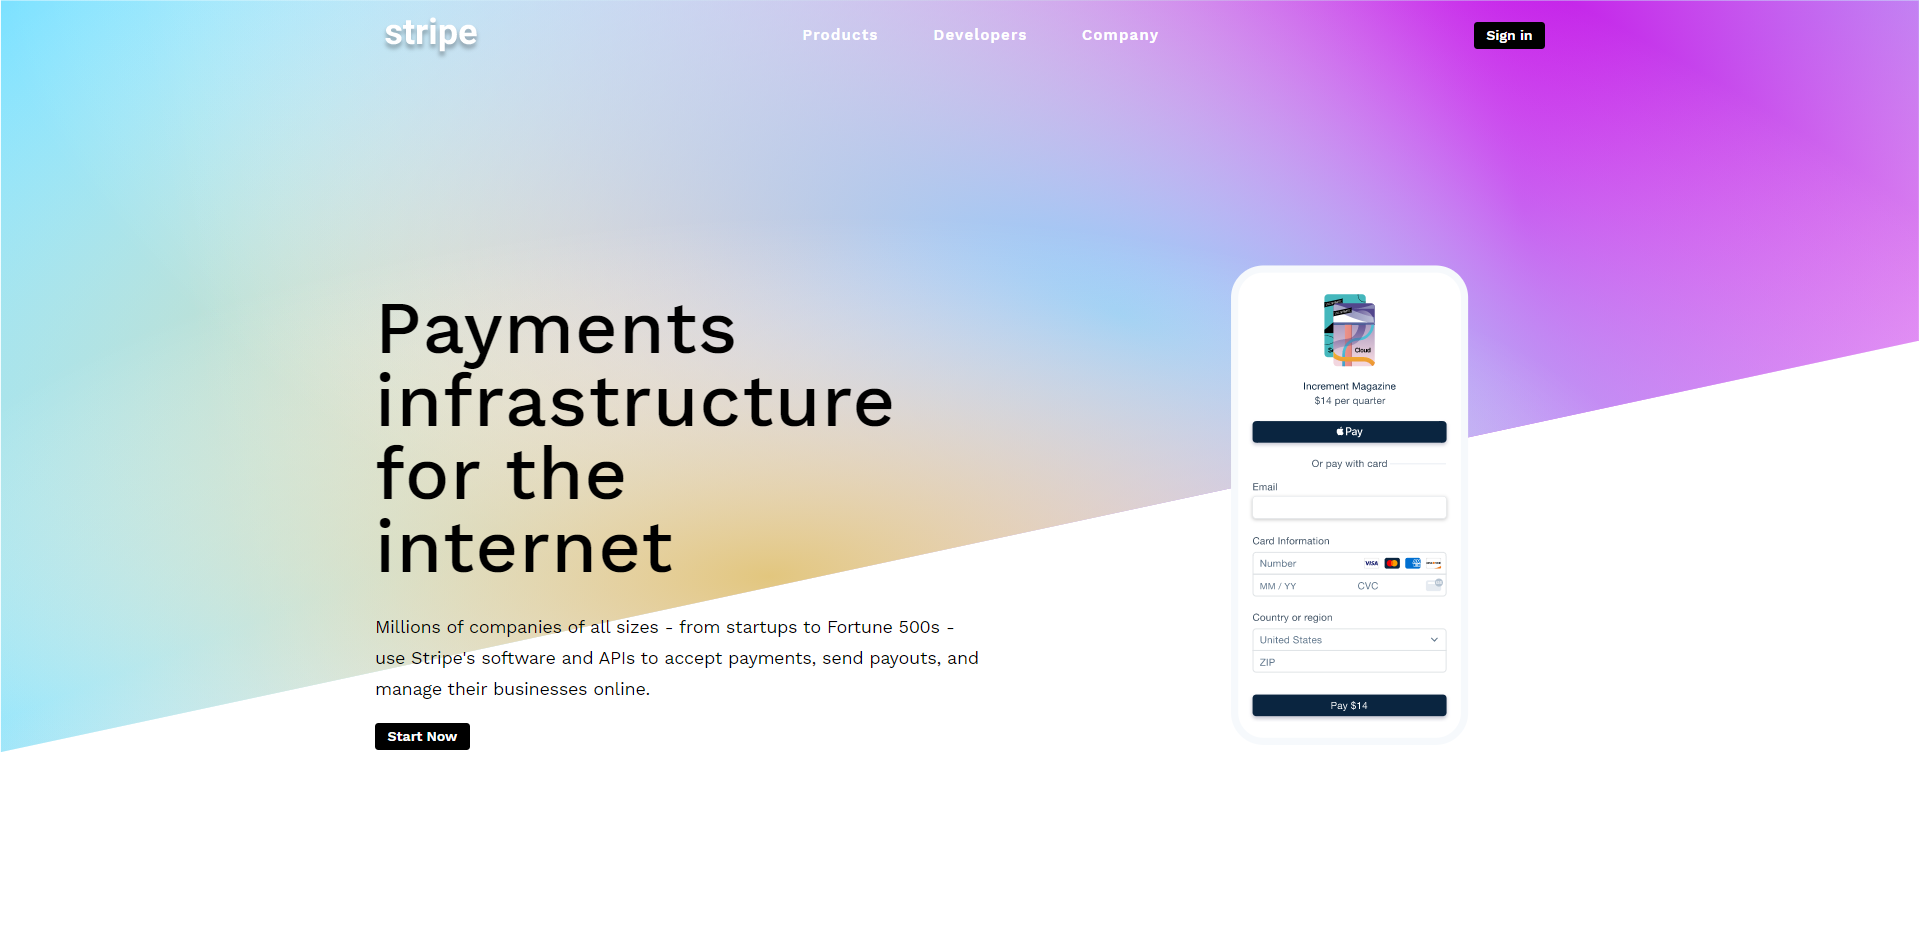 stripe
Products
Developers
Company
Sign in
Payments
infrastructure
for the
internet
Millions of companies of all sizes - from startups to Fortune 500s -
use Stripe's software and APIs to accept payments, send payouts, and
manage their businesses online.
Start Now
Cloud
Increment Magazine
$14 per quarter
Pay
Or pay with card
Email
Card Information
Number
VISA
MM / YY
CVC
Country or region
United States
ZIP
Pay $14